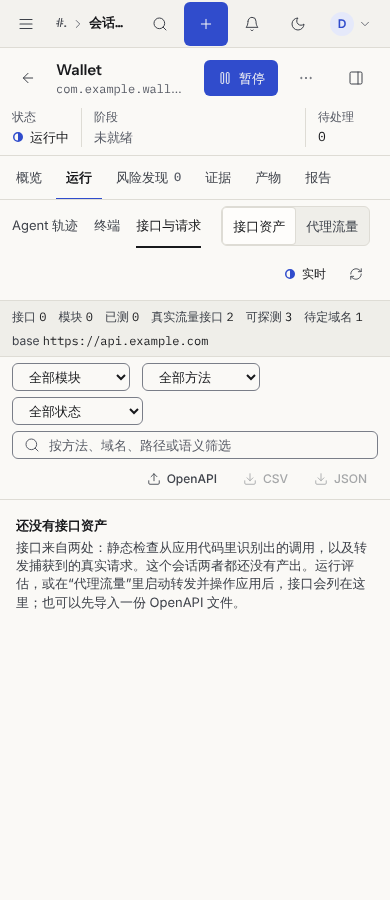 #.
会话…
D
Wallet
com.example.wall…
暂停
状态
运行中
阶段
未就绪
待处理
0
概览
运行
风险发现 0
证据
产物
报告
Agent 轨迹
终端
接口与请求
接口资产
代理流量
实时
接口 0 模块 0 已测 0 真实流量接口 2 可探测 3 待定域名 1
base https://api.example.com
全部模块
全部方法
全部状态
按方法、域名、路径或语义筛选
OpenAPI
CSV
JSON
还没有接口资产
接口来自两处：静态检查从应用代码里识别出的调用，以及转
发捕获到的真实请求。这个会话两者都还没有产出。运行评
估，或在“代理流量”里启动转发并操作应用后，接口会列在这
里；也可以先导入一份 OpenAPI 文件。